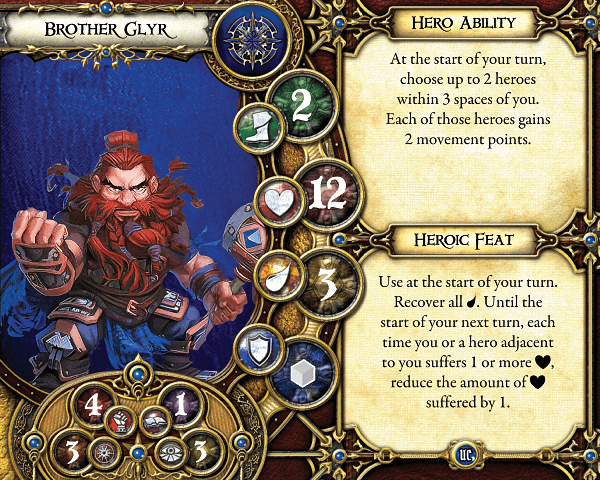 BROTHER GLYR
2
12
3
4
1
3
3
HERO ABILITY
At the start of your turn,
choose up to 2 heroes
within 3 spaces of you.
Each of those heroes gains
2 movement points.
HEROIC FEAT
Use at the start of your turn.
Recover all . Until the
start of your next turn, each
time you or a hero adjacent
to you suffers 1 or more ,
reduce the amount of
suffered by 1.
UC